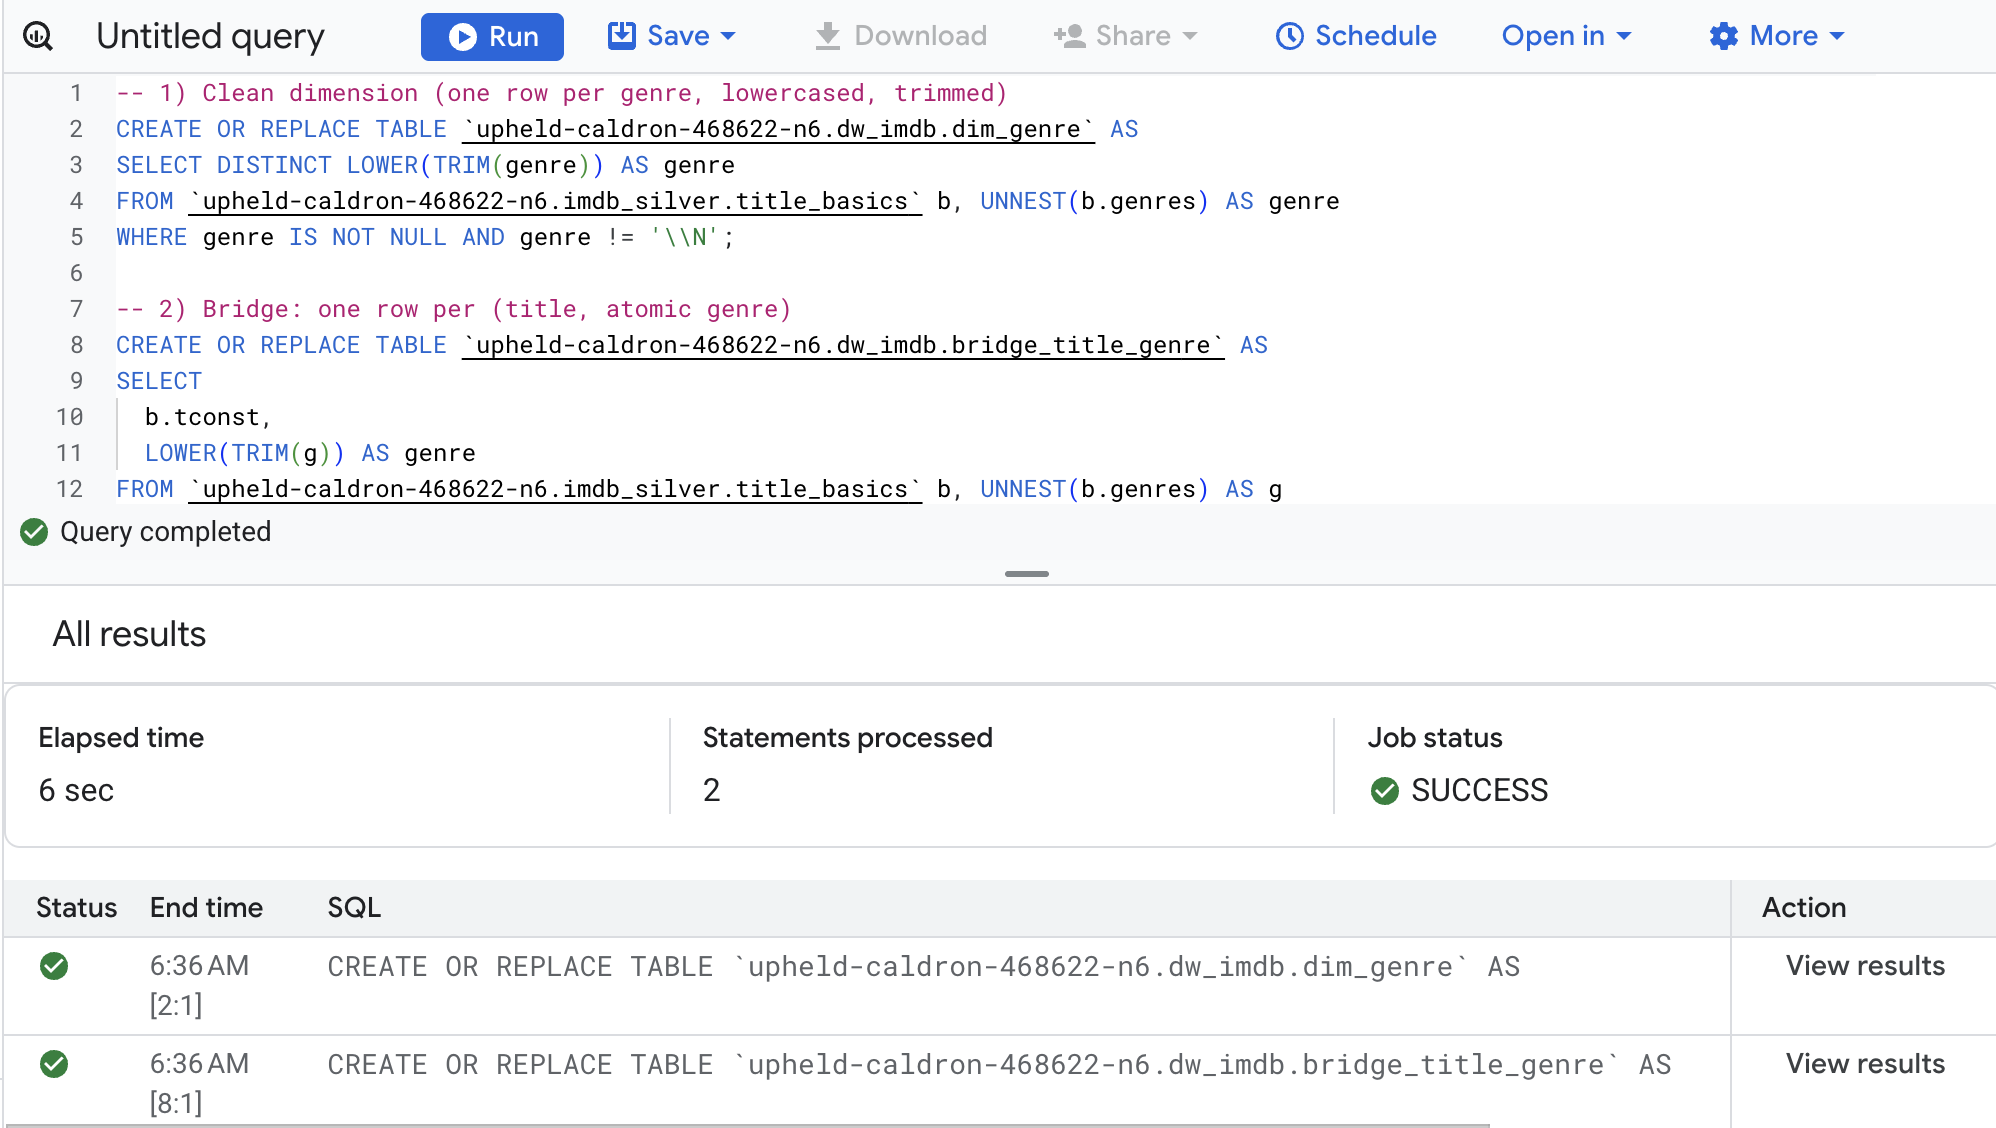 Untitled query
Run
Save
Download
Share
Schedule
Open in
More
1 -- 1) Clean dimension (one row per genre, lowercased, trimmed)
2 CREATE OR REPLACE TABLE `upheld-caldron-468622-n6.dw_imdb.dim_genre` AS
3 SELECT DISTINCT LOWER(TRIM(genre)) AS genre
4 FROM `upheld-caldron-468622-n6.imdb_silver.title_basics` b, UNNEST(b.genres) AS genre
5 WHERE genre IS NOT NULL AND genre != '\\N';
6
7 -- 2) Bridge: one row per (title, atomic genre)
8 CREATE OR REPLACE TABLE `upheld-caldron-468622-n6.dw_imdb.bridge_title_genre` AS
9 SELECT
10 b.tconst,
11 LOWER(TRIM(g)) AS genre
12 FROM `upheld-caldron-468622-n6.imdb_silver.title_basics` b, UNNEST(b.genres) AS g
Query completed
All results
Elapsed time
6 sec
Statements processed
2
Job status
SUCCESS
Status End time SQL Action
6:36 AM CREATE OR REPLACE TABLE `upheld-caldron-468622-n6.dw_imdb.dim_genre` AS View results
[2:1]
6:36 AM CREATE OR REPLACE TABLE `upheld-caldron-468622-n6.dw_imdb.bridge_title_genre` AS View results
[8:1]